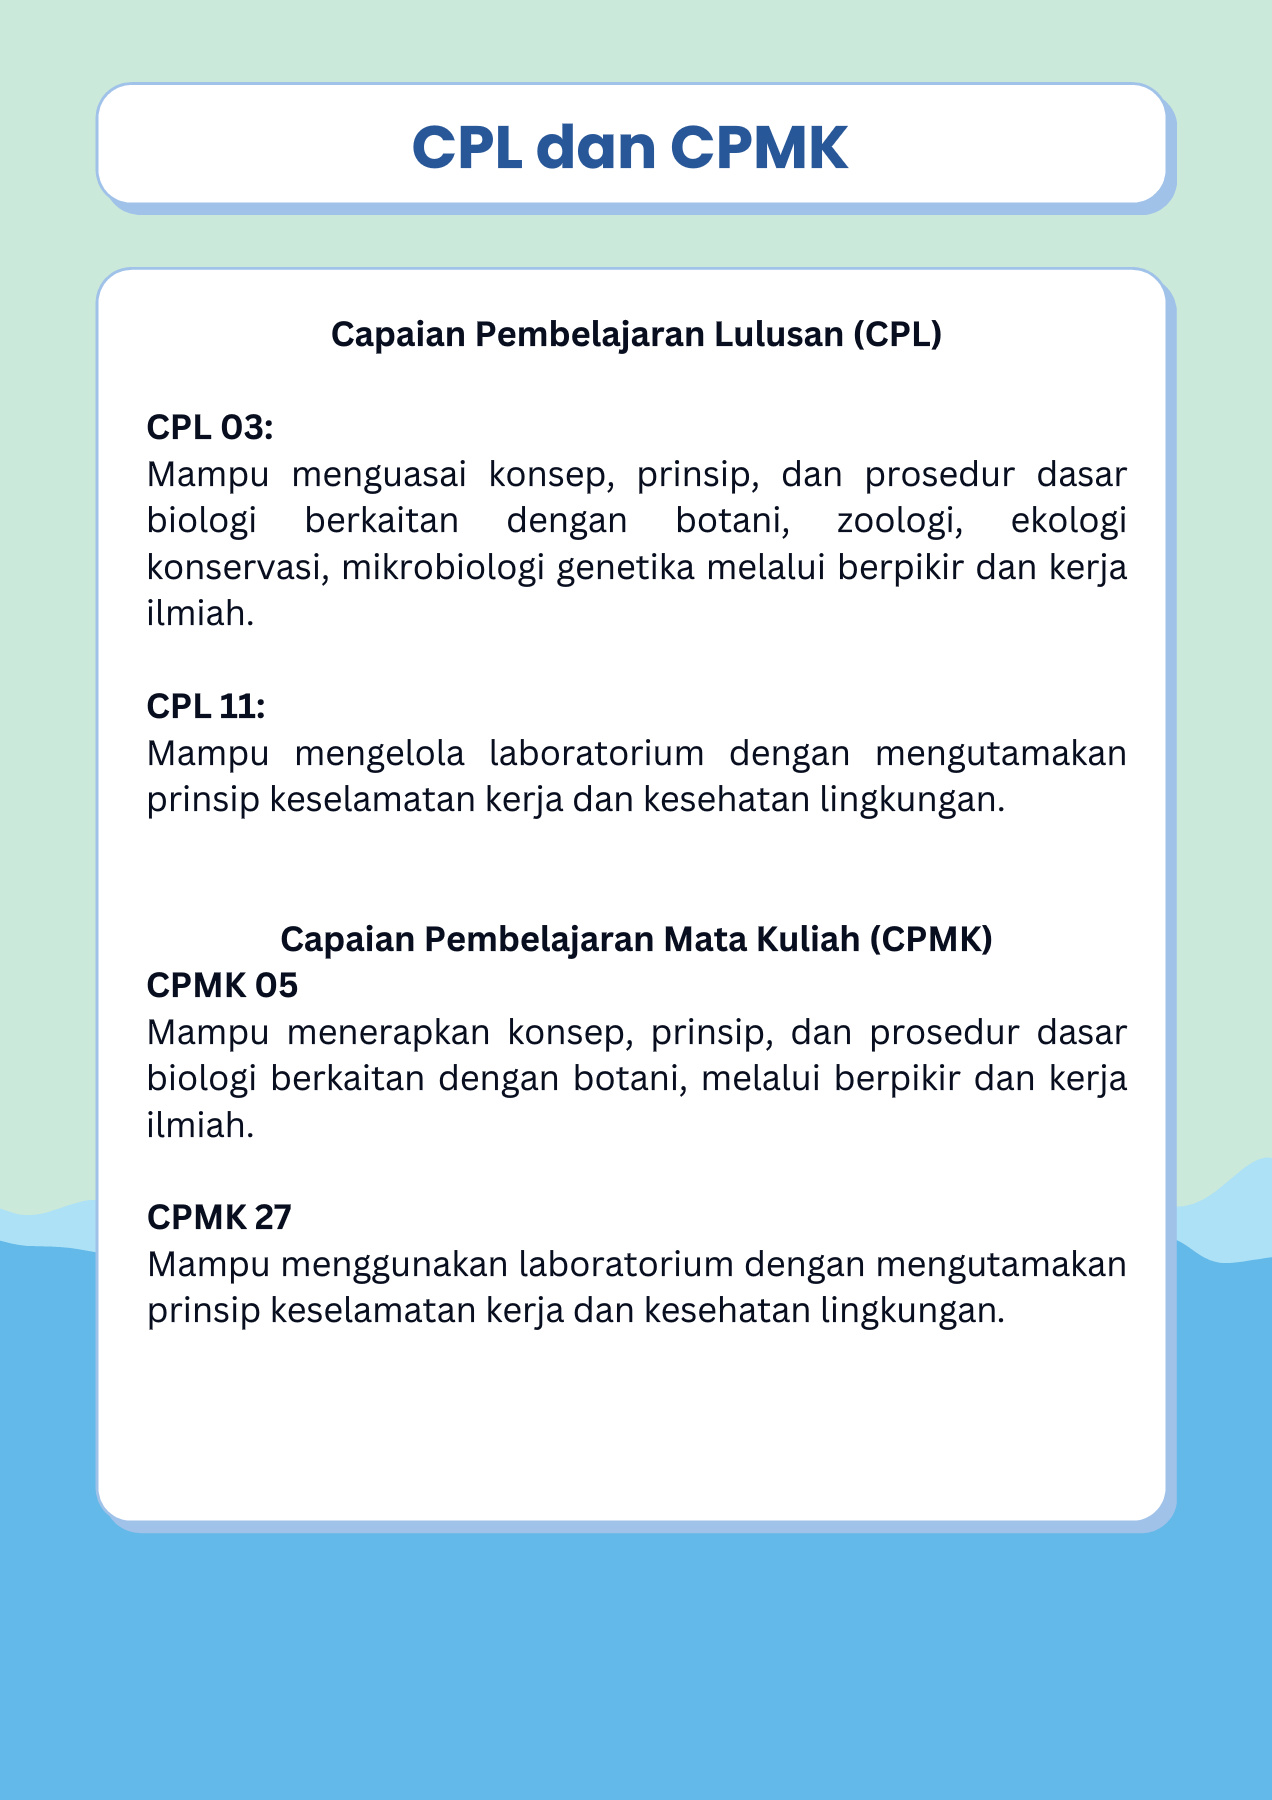 CPL dan CPMK
Capaian Pembelajaran Lulusan (CPL)
CPL 03:
Mampu menguasai konsep, prinsip, dan prosedur dasar
biologi berkaitan dengan botani, zoologi, ekologi
konservasi, mikrobiologi genetika melalui berpikir dan kerja
ilmiah.
CPL 11:
Mampu mengelola laboratorium dengan mengutamakan
prinsip keselamatan kerja dan kesehatan lingkungan.
Capaian Pembelajaran Mata Kuliah (CPMK)
CPMK 05
Mampu menerapkan konsep, prinsip, dan prosedur dasar
biologi berkaitan dengan botani, melalui berpikir dan kerja
ilmiah.
CPMK 27
Mampu menggunakan laboratorium dengan mengutamakan
prinsip keselamatan kerja dan kesehatan lingkungan.